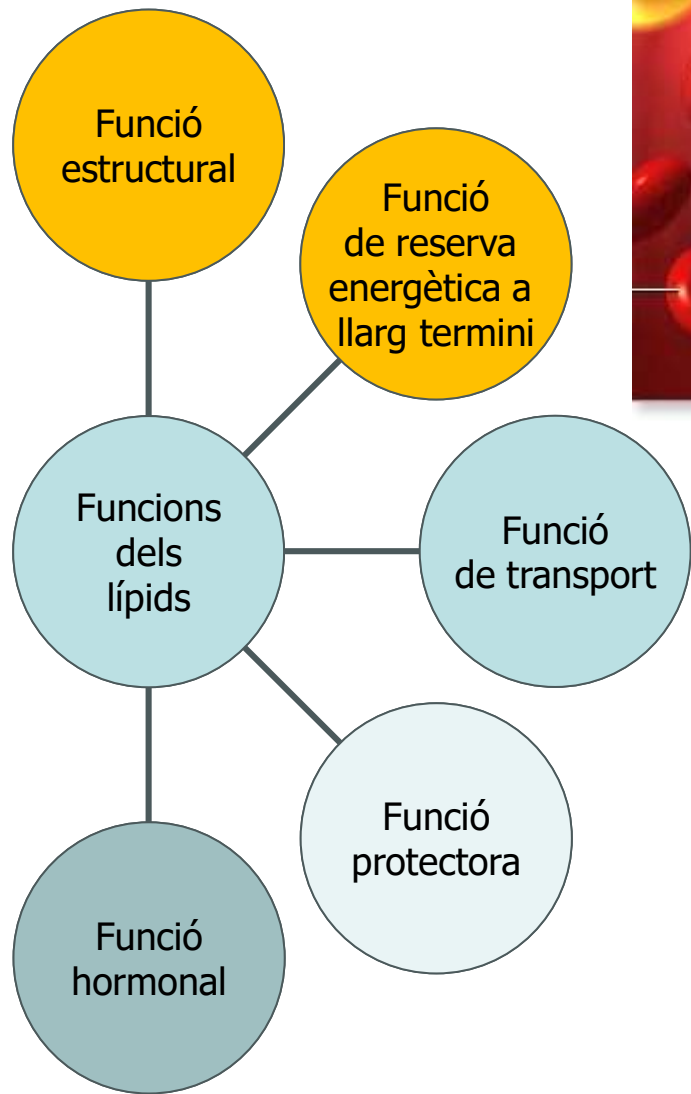 Funció
estructural
Funció
de reserva
energètica a
llarg termini
Funcions
dels
lípids
Funció
de transport
Funció
protectora
Funció
hormonal